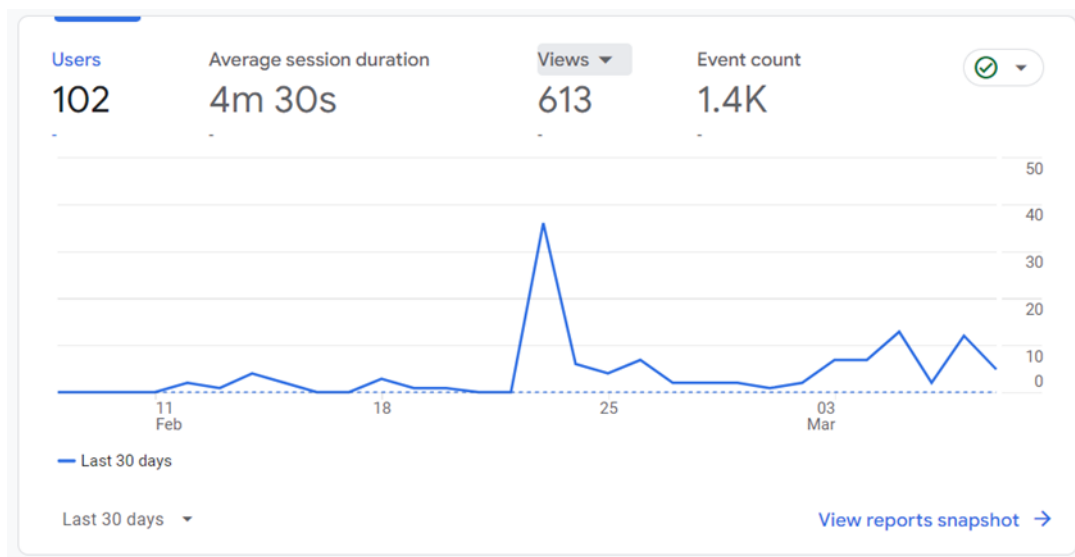 Users Average session duration Views Event count
102 4m 30s 613 1.4K
- - - -
50
40
30
20
10
0
11 18 25 03
Feb Mar
Last 30 days
Last 30 days View reports snapshot